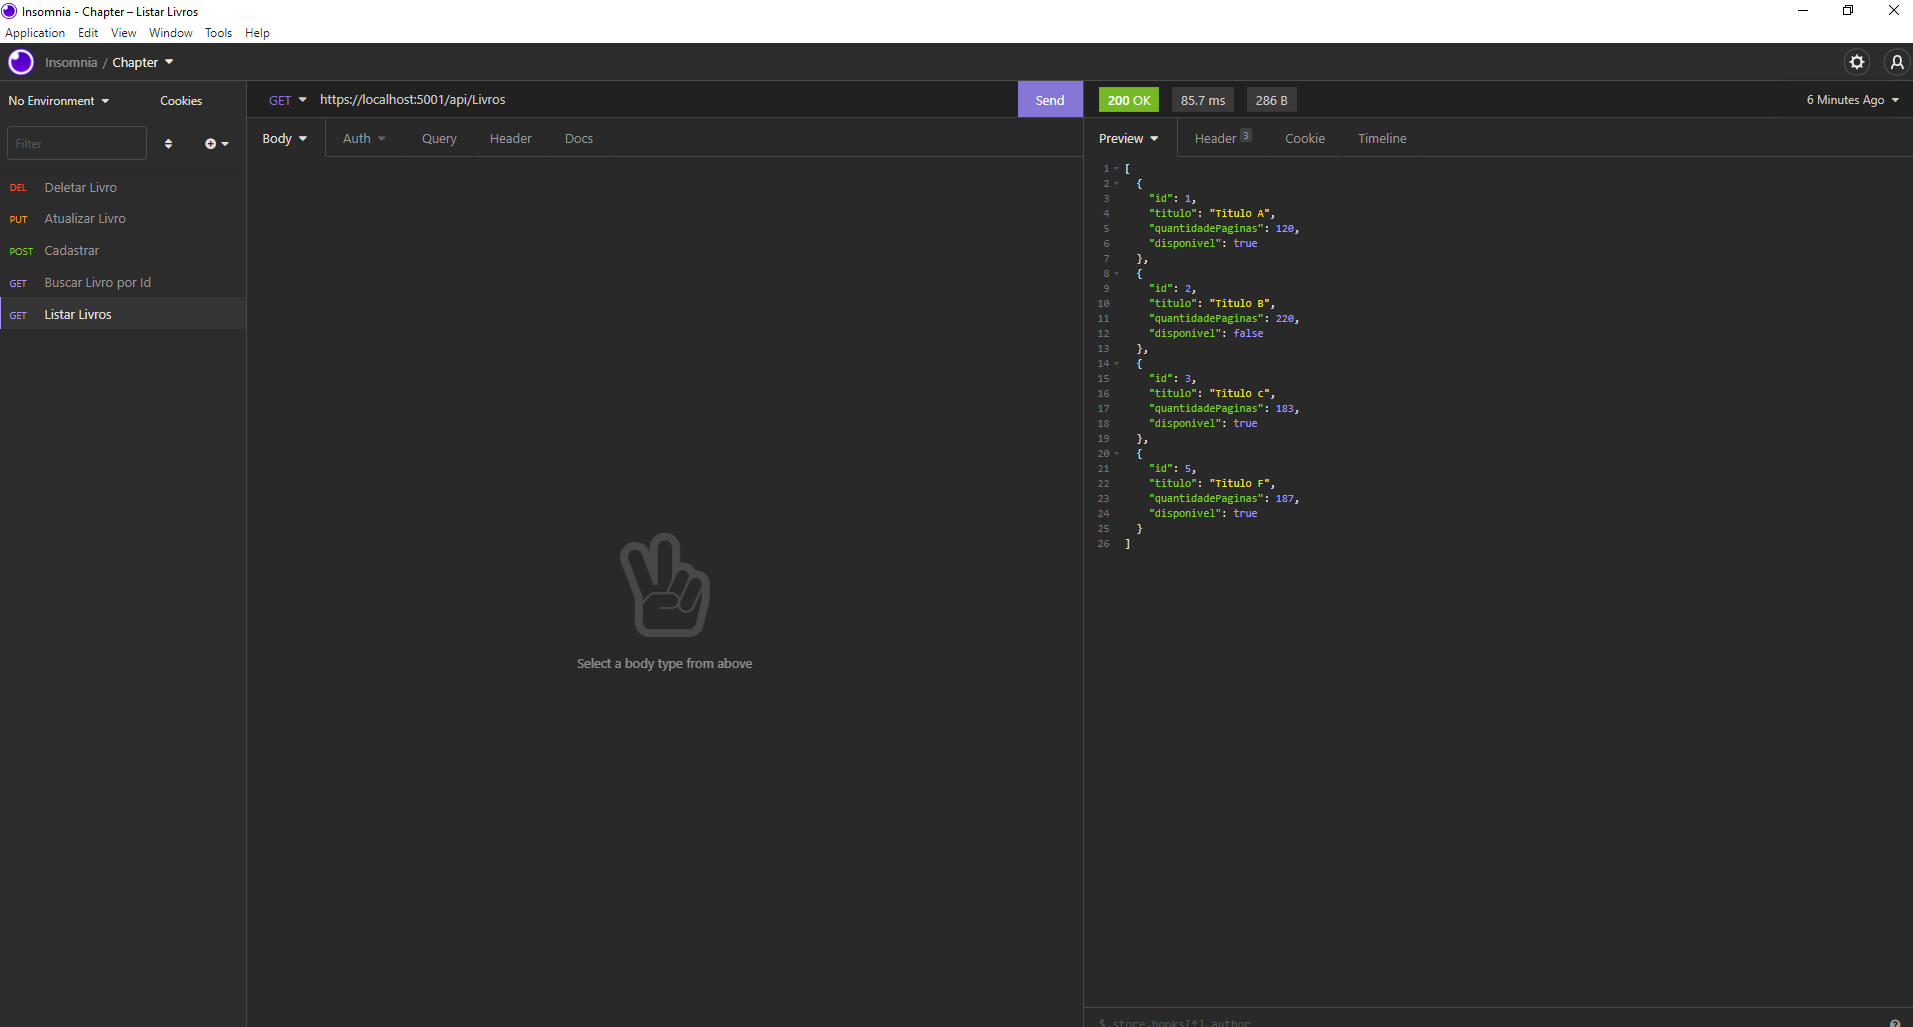 Insomnia - Chapter – Listar Livros
Application Edit View Window Tools Help
Insomnia / Chapter
No Environment Cookies
GET https://localhost:5001/api/Livros Send
200 OK 85.7 ms 286 B 6 Minutes Ago
Filter
Body Auth Query Header Docs
Preview Header 3 Cookie Timeline
DEL Deletar Livro
PUT Atualizar Livro
POST Cadastrar
GET Buscar Livro por Id
GET Listar Livros
Select a body type from above
1 [
2 {
3 "id": 1,
4 "titulo": "Titulo A",
5 "quantidadePaginas": 120,
6 "disponivel": true
7 },
8 {
9 "id": 2,
10 "titulo": "Titulo B",
11 "quantidadePaginas": 220,
12 "disponivel": false
13 },
14 {
15 "id": 3,
16 "titulo": "Titulo c",
17 "quantidadePaginas": 183,
18 "disponivel": true
19 },
20 {
21 "id": 5,
22 "titulo": "Titulo F",
23 "quantidadePaginas": 187,
24 "disponivel": true
25 }
26 ]
$.store.books[*].author